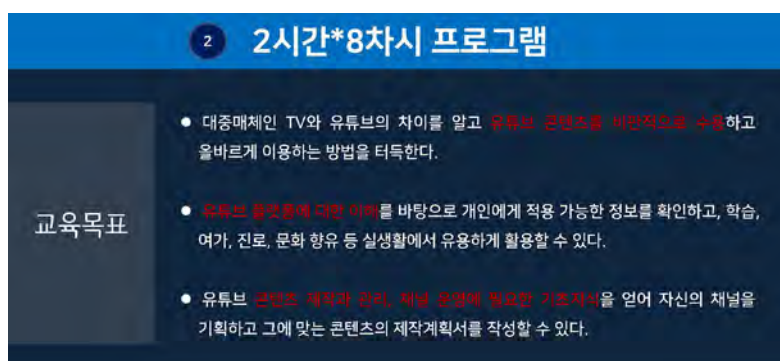 2 2시간*8차시 프로그램
교육목표
● 대중매체인 TV와 유튜브의 차이를 알고 유튜브 콘텐츠를 비판적으로 수용하고
올바르게 이용하는 방법을 터득한다.
● 유튜브 플랫폼에 대한 이해를 바탕으로 개인에게 적용 가능한 정보를 확인하고, 학습,
여가, 진로, 문화 향유 등 실생활에서 유용하게 활용할 수 있다.
● 유튜브 콘텐츠 제작과 관리, 채널 운영에 필요한 기초지식을 얻어 자신의 채널을
기획하고 그에 맞는 콘텐츠의 제작계획서를 작성할 수 있다.